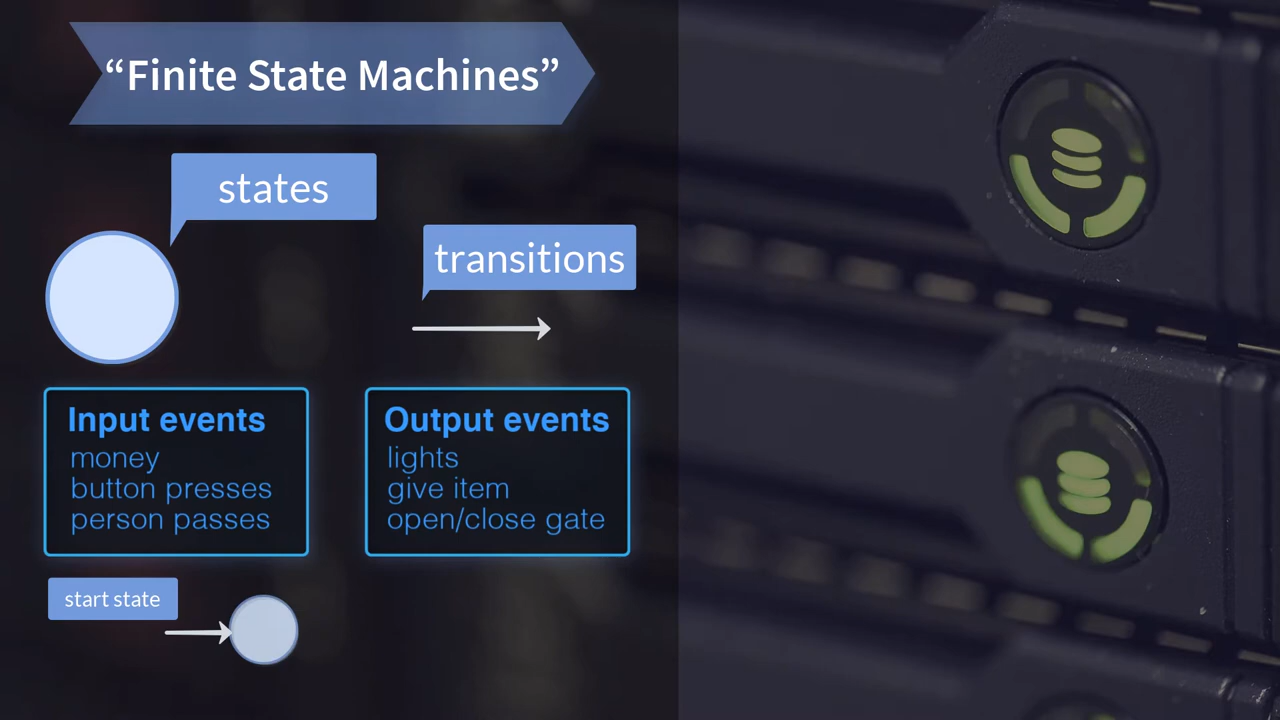 “Finite State Machines”
states
transitions
Input events
money
button presses
person passes
Output events
lights
give item
open/close gate
start state